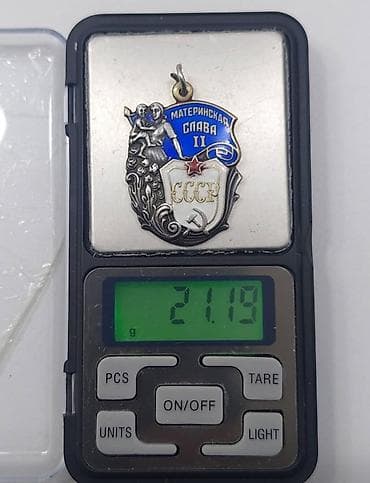 МАТЕРИНСКАЯ
СЛАВА
II
СССР
21.19
g
PCS
TARE
ON/OFF
UNITS
LIGHT